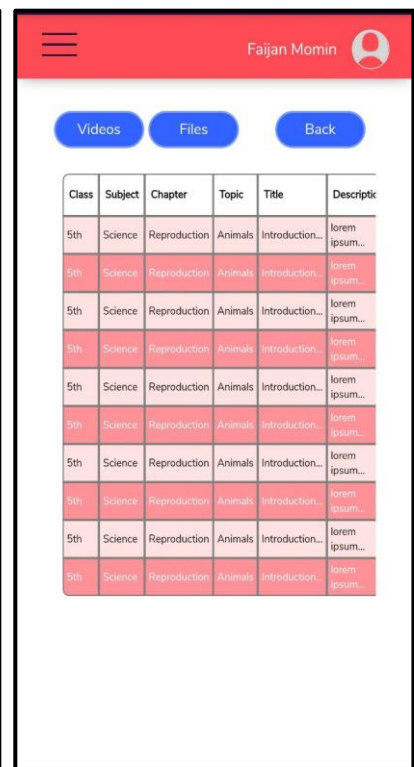 Faijan Momin
Videos Files Back
Class Subject Chapter Topic Title Descriptic
5th Science Reproduction Animals Introduction... lorem ipsum...
5th Science Reproduction Animals Introduction... lorem ipsum...
5th Science Reproduction Animals Introduction... lorem ipsum...
5th Science Reproduction Animals Introduction... lorem ipsum...
5th Science Reproduction Animals Introduction... lorem ipsum...
5th Science Reproduction Animals Introduction... lorem ipsum...
5th Science Reproduction Animals Introduction... lorem ipsum...
5th Science Reproduction Animals Introduction... lorem ipsum...
5th Science Reproduction Animals Introduction... lorem ipsum...
5th Science Reproduction Animals Introduction... lorem ipsum...